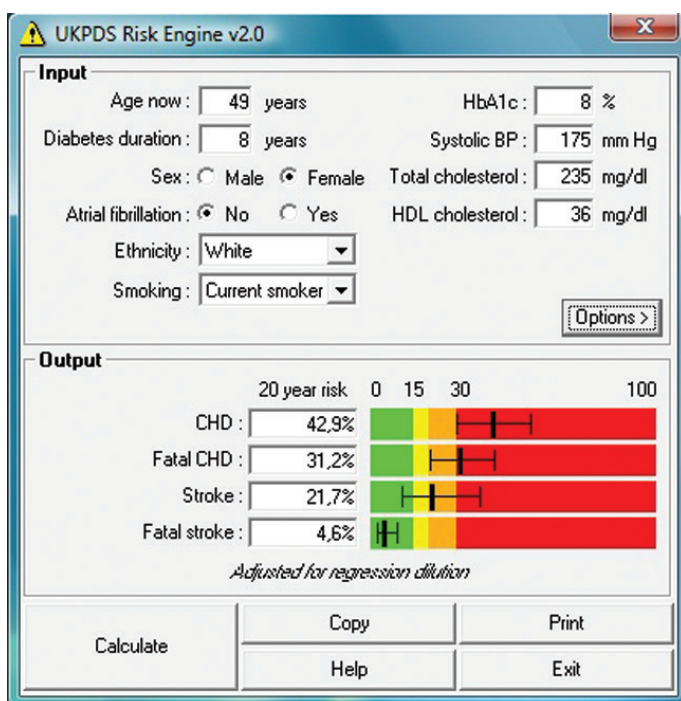 UKPDS Risk Engine v2.0
Input
Age now : 49 years
HbA1c : 8 %
Diabetes duration : 8 years
Systolic BP : 175 mm Hg
Sex : Male Female
Total cholesterol : 235 mg/dl
Atrial fibrillation : No Yes
HDL cholesterol : 36 mg/dl
Ethnicity : White
Smoking : Current smoker
Options >
Output
20 year risk 0 15 30 100
CHD : 42,9%
Fatal CHD : 31,2%
Stroke : 21,7%
Fatal stroke : 4,6%
Adjusted for regression dilution
Calculate
Copy
Print
Help
Exit